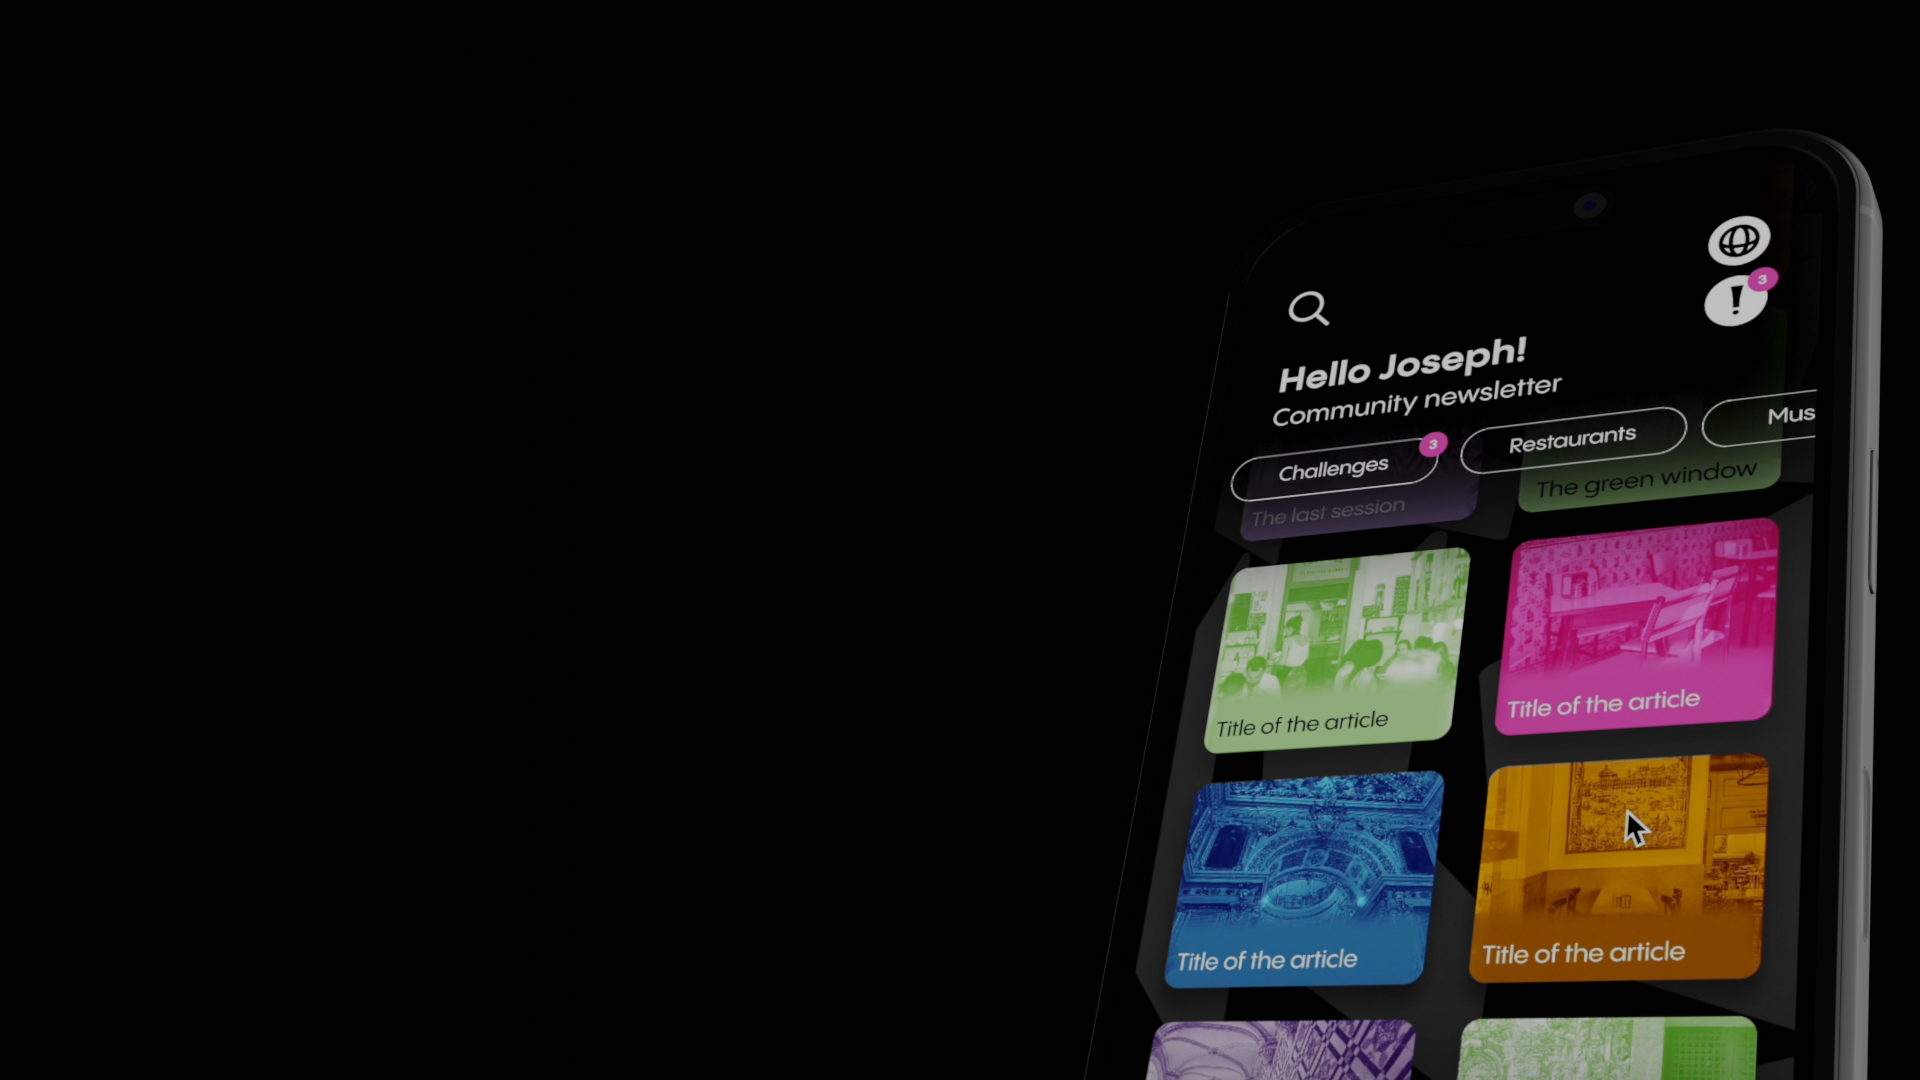 3
Hello Joseph!
Community newsletter
Challenges
3
Restaurants
Mus
The last session
The green window
Title of the article
Title of the article
Title of the article
Title of the article